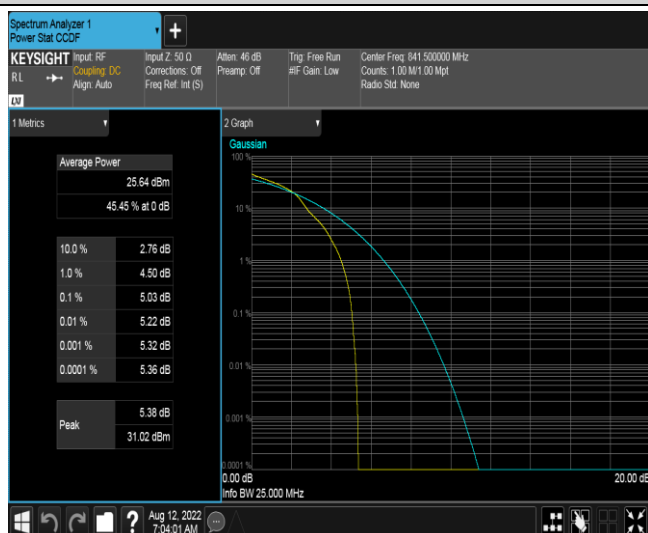 Spectrum Analyzer 1
Power Stat CCDF
+
KEYSIGHT
RL
Input: RF
Coupling: DC
Align: Auto
Input Z: 50 Ω
Corrections: Off
Freq Ref: Int (S)
Atten: 46 dB
Preamp: Off
Trig: Free Run
#IF Gain: Low
Center Freq: 841.500000 MHz
Counts: 1.00 M/1.00 Mpt
Radio Std: None
LXI
1 Metrics
Average Power
25.64 dBm
45.45 % at 0 dB
10.0 % 2.76 dB
1.0 % 4.50 dB
0.1 % 5.03 dB
0.01 % 5.22 dB
0.001 % 5.32 dB
0.0001 % 5.36 dB
Peak
5.38 dB
31.02 dBm
2 Graph
Gaussian
100 %
10 %
1 %
0.1 %
0.01 %
0.001 %
0.0001 %
0.00 dB 20.00 dB
Info BW 25.000 MHz
?
Aug 12, 2022
7:04:01 AM